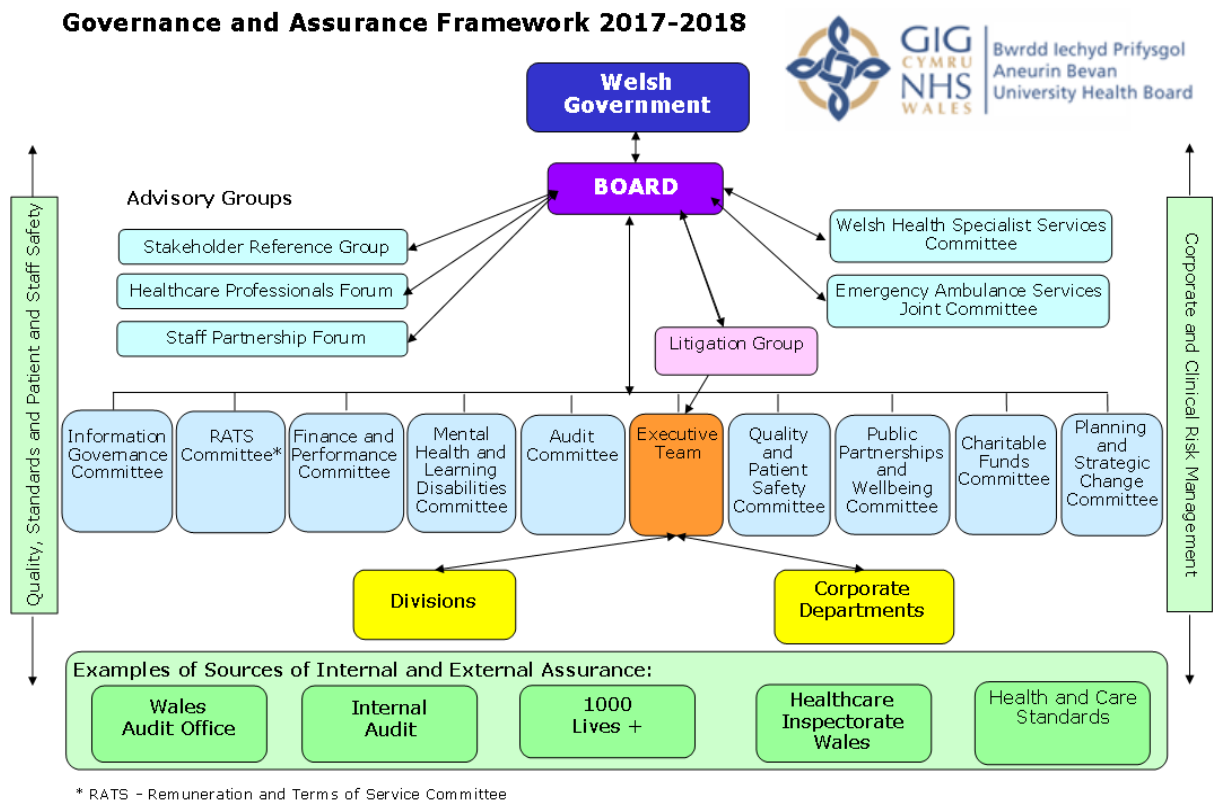 Governance and Assurance Framework 2017-2018
GIG
CYMRU
NHS
WALES
Bwrdd Iechyd Prifysgol
Aneurin Bevan
University Health Board
Welsh
Government
BOARD
Advisory Groups
Stakeholder Reference Group
Healthcare Professionals Forum
Staff Partnership Forum
Welsh Health Specialist Services
Committee
Emergency Ambulance Services
Joint Committee
Litigation Group
Quality, Standards and Patient and Staff Safety
Corporate and Clinical Risk Management
Information
Governance
Committee
RATS
Committee*
Finance and
Performance
Committee
Mental
Health and
Learning
Disabilities
Committee
Audit
Committee
Executive
Team
Quality
and
Patient
Safety
Committee
Public
Partnerships
and
Wellbeing
Committee
Charitable
Funds
Committee
Planning
and
Strategic
Change
Committee
Divisions
Corporate
Departments
Examples of Sources of Internal and External Assurance:
Wales
Audit Office
Internal
Audit
1000
Lives +
Healthcare
Inspectorate
Wales
Health and Care
Standards
* RATS – Remuneration and Terms of Service Committee